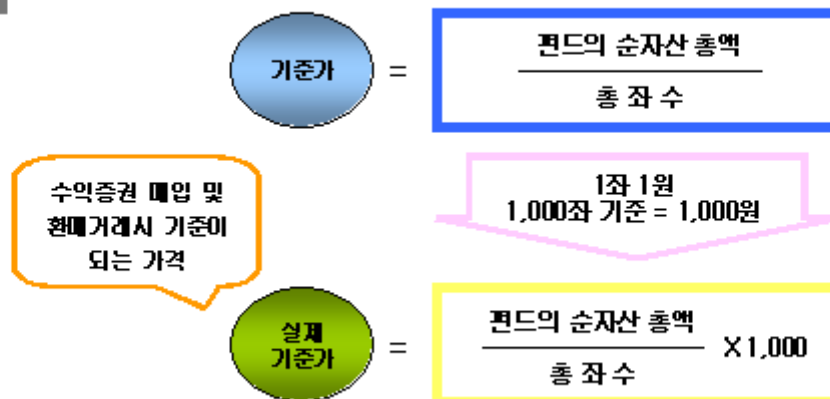 기준가 = 펀드의 순자산 총액
총 좌 수
1좌 1원
1,000좌 기준 = 1,000원
수익증권 매입 및
환매거래시 기준이
되는 가격
실제
기준가 = 펀드의 순자산 총액
총 좌 수
X 1,000